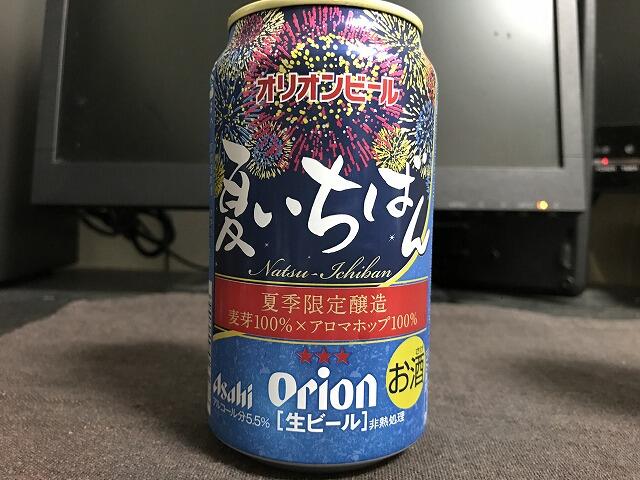 オリオンビール
夏いちばん
Natsu-Ichiban
夏季限定醸造
麦芽100%×アロマホップ100%
Asahi orion お酒
アルコール分5.5% [生ビール] 非熱処理